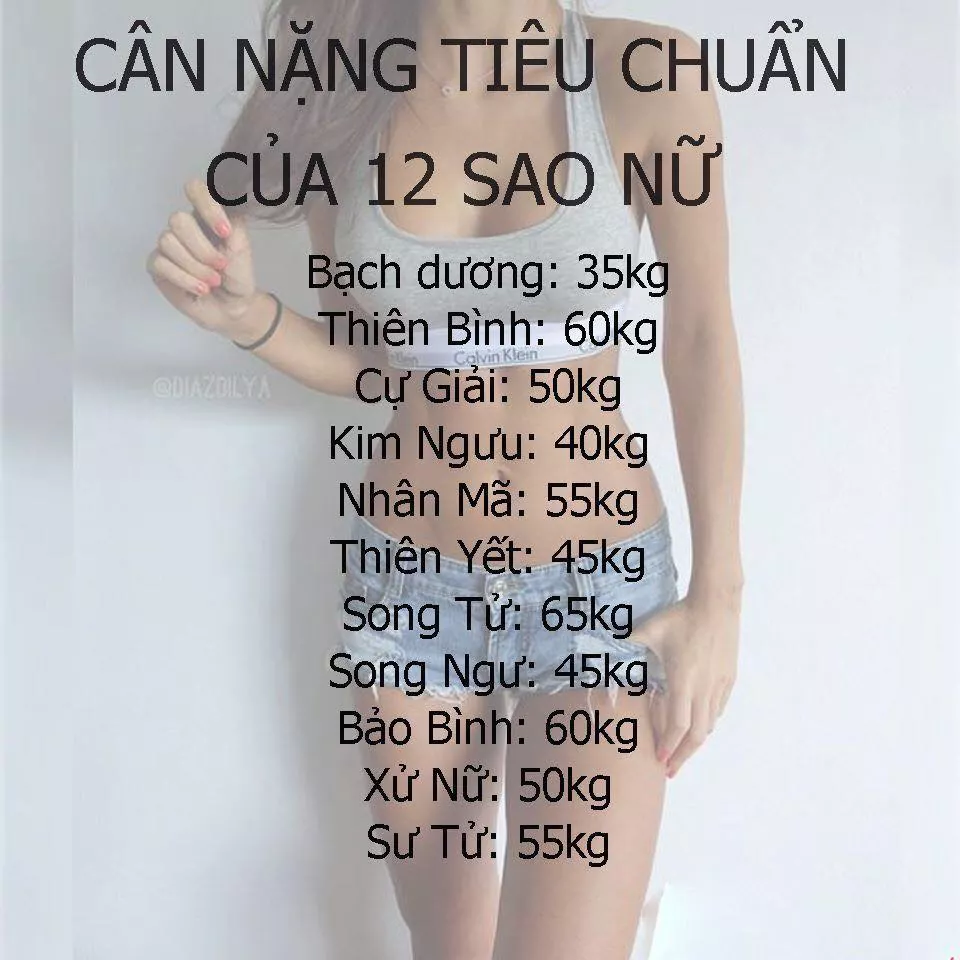 CÂN NẶNG TIÊU CHUẨN
CỦA 12 SAO NỮ
Bạch dương: 35kg
Thiên Bình: 60kg
Calvin Klein
@DIAZDILYA
Cự Giải: 50kg
Kim Ngưu: 40kg
Nhân Mã: 55kg
Thiên Yết: 45kg
Song Tử: 65kg
Song Ngư: 45kg
Bảo Bình: 60kg
Xử Nữ: 50kg
Sư Tử: 55kg